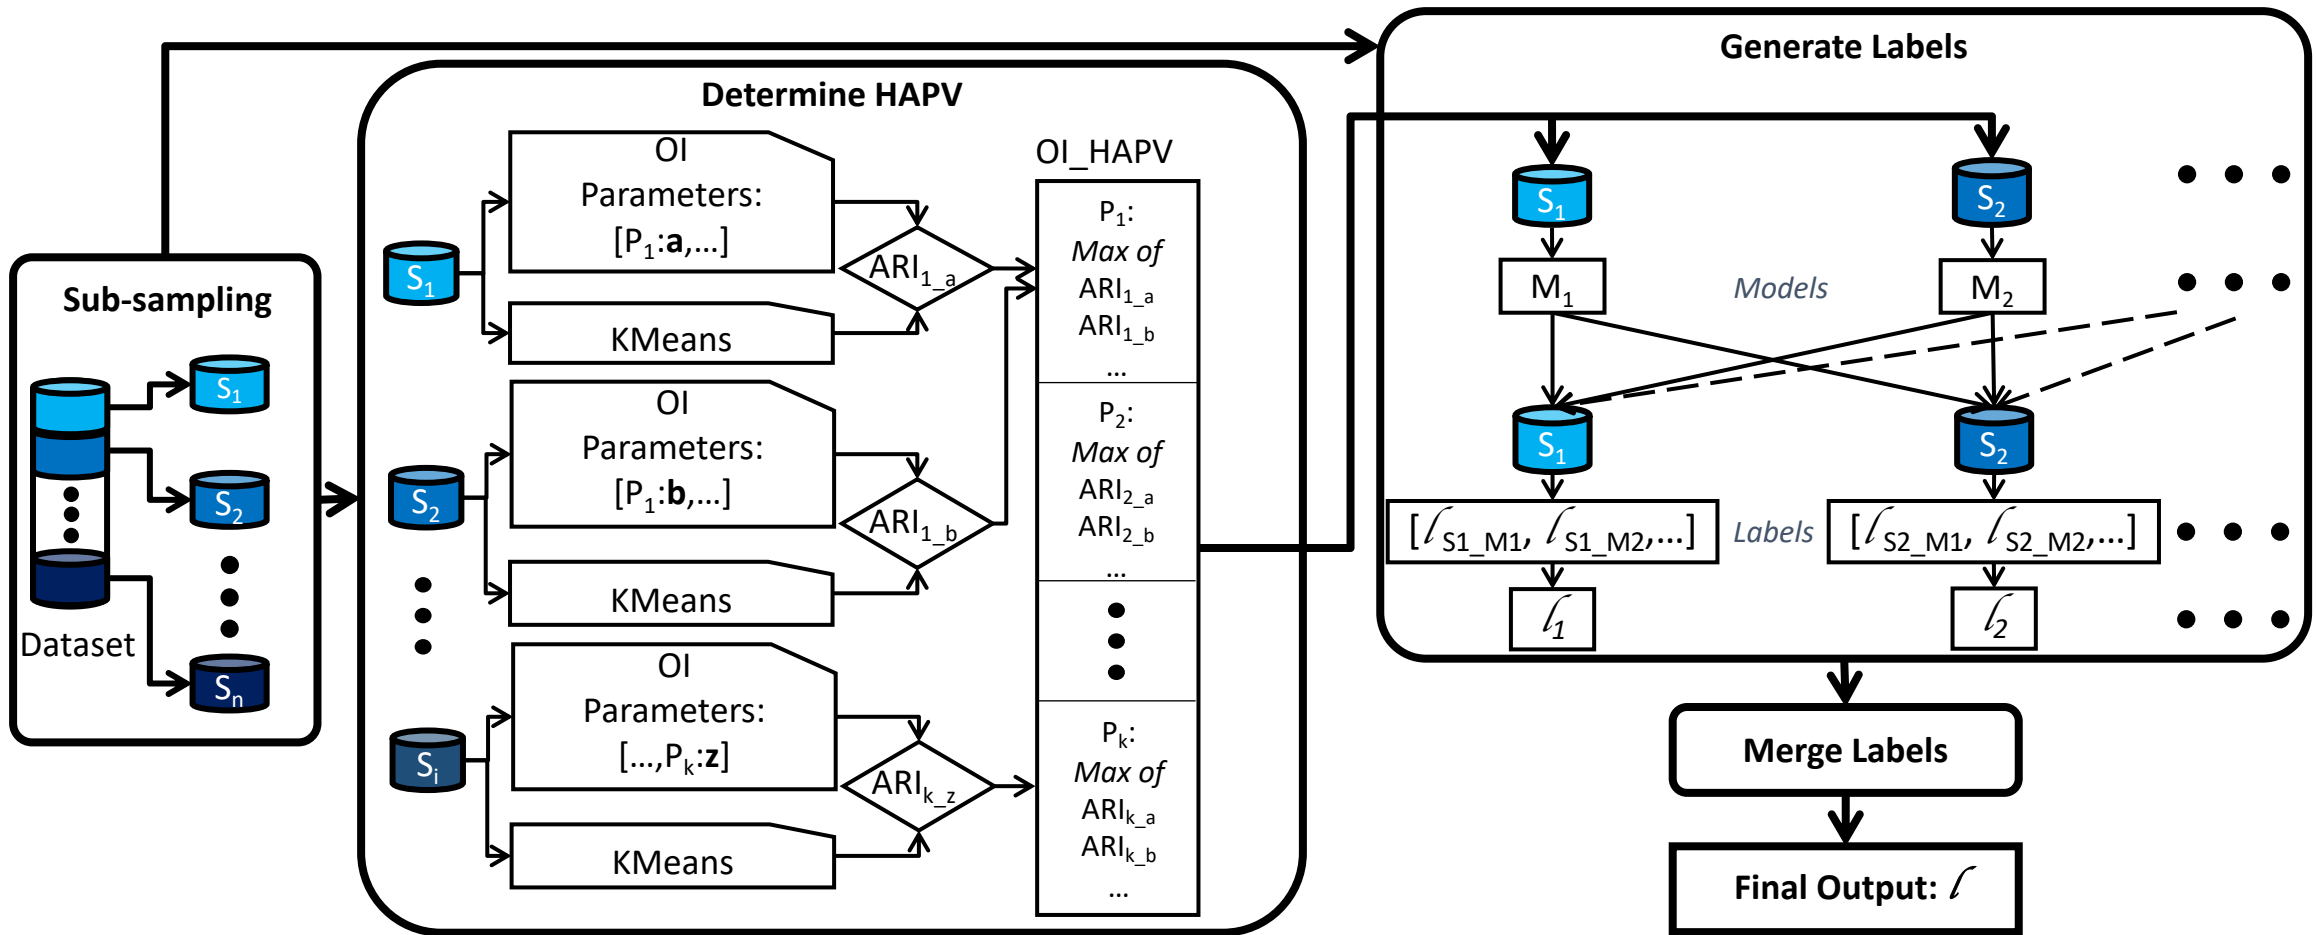 Sub-sampling
S1
S2
Sn
Dataset
Determine HAPV
S1
OI
Parameters:
[P1:a,...]
KMeans
ARI1_a
S2
OI
Parameters:
[P1:b,...]
KMeans
ARI1_b
Si
OI
Parameters:
[...,Pk:z]
KMeans
ARIk_z
OI_HAPV
P1:
Max of
ARI1_a
ARI1_b
...
P2:
Max of
ARI2_a
ARI2_b
...
Pk:
Max of
ARIk_a
ARIk_b
...
Generate Labels
S1
S2
M1
Models
M2
S1
S2
[lS1_M1, lS1_M2,...]
Labels
[lS2_M1, lS2_M2,...]
l1
l2
Merge Labels
Final Output: l